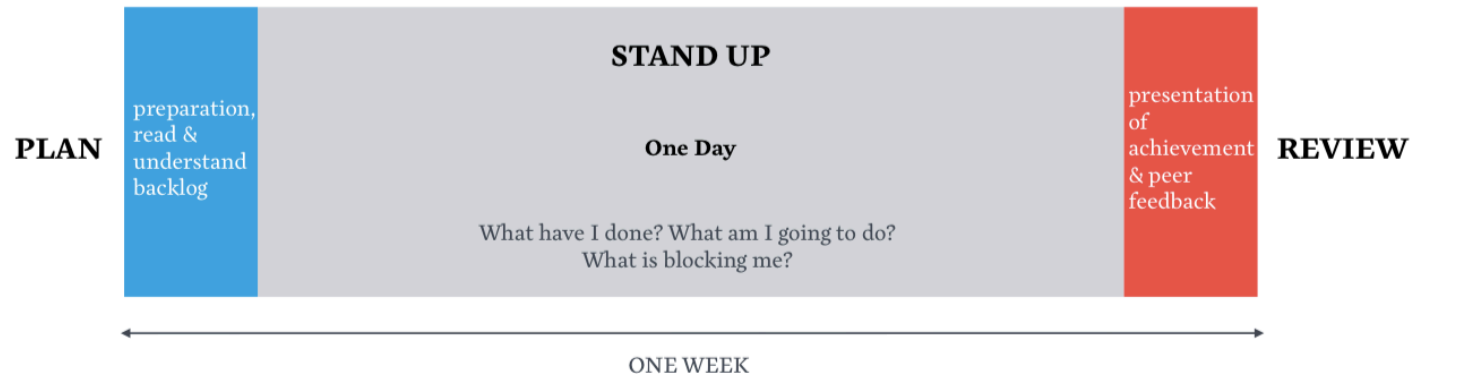 PLAN
preparation,
read &
understand
backlog
STAND UP
One Day
What have I done? What am I going to do?
What is blocking me?
presentation
of
achievement
& peer
feedback
REVIEW
ONE WEEK